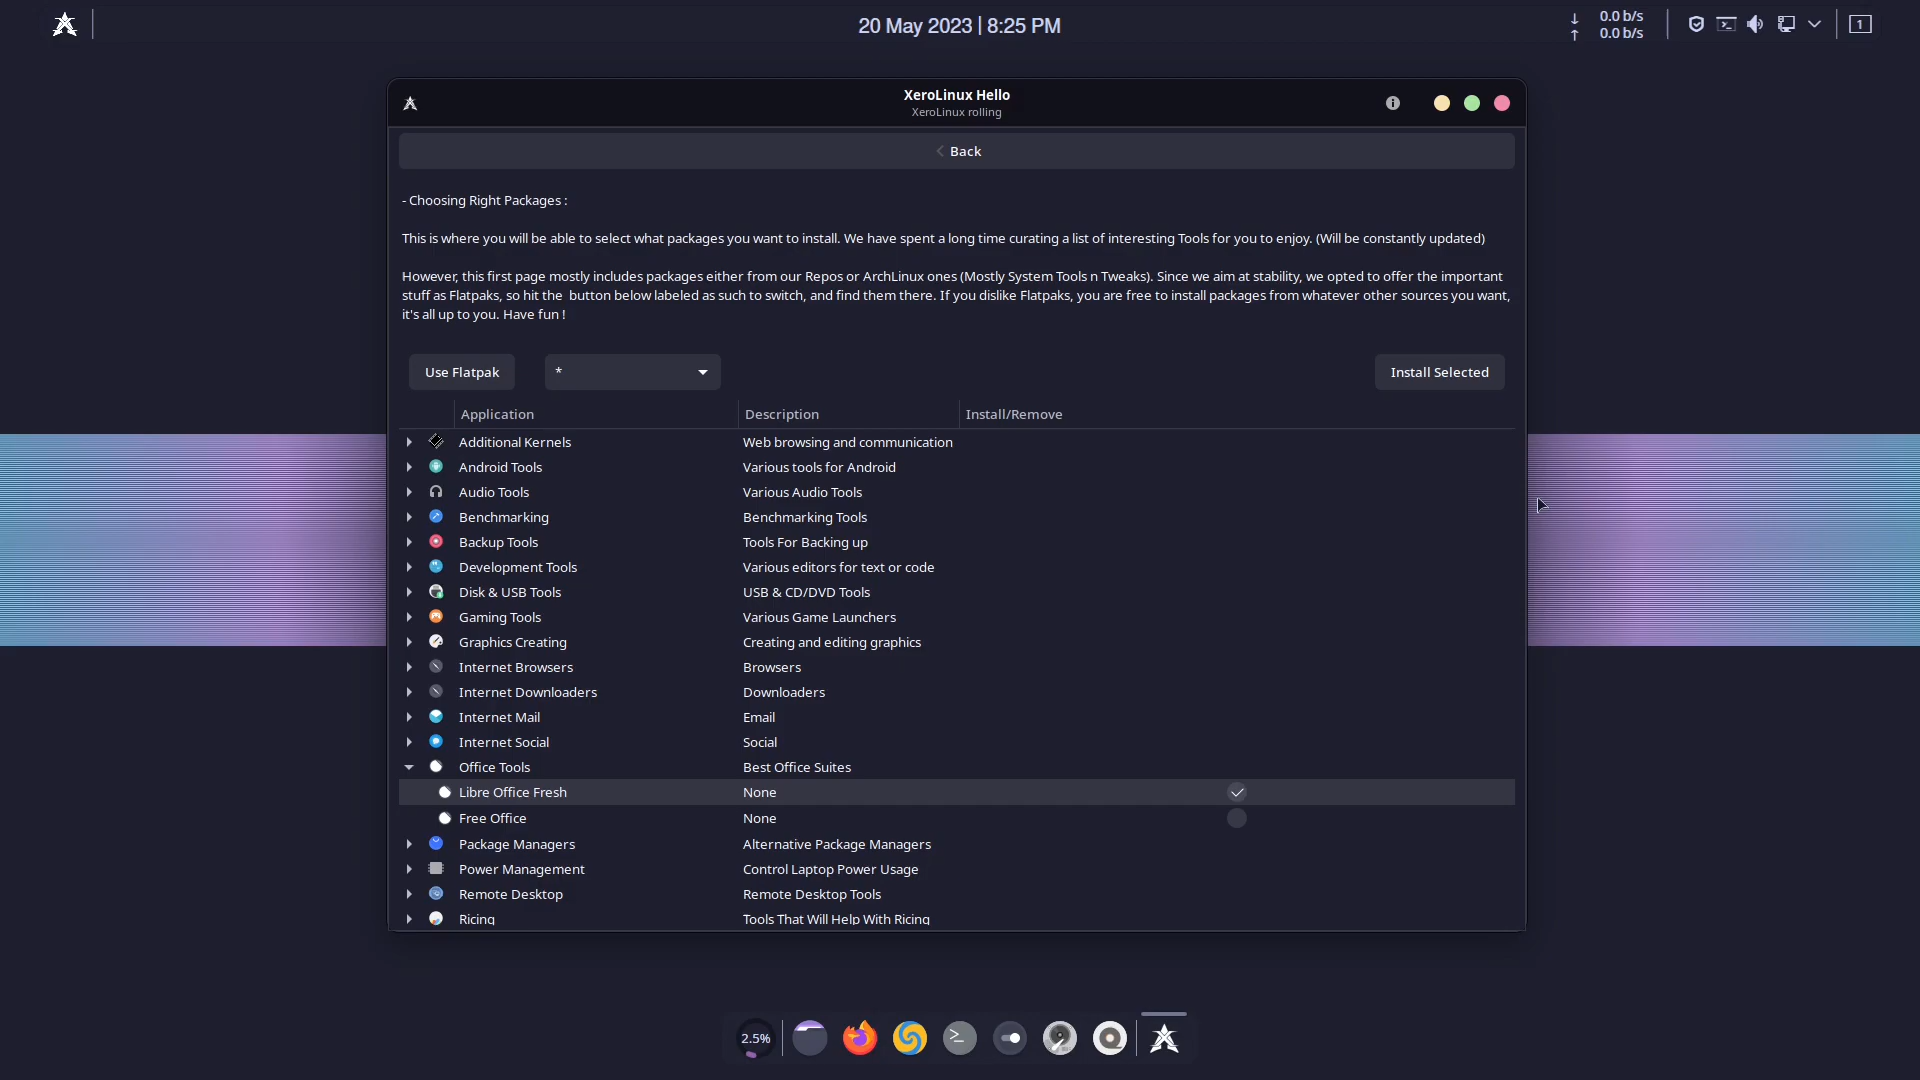 20 May 2023 | 8:25 PM
↓ 0.0 b/s
↑ 0.0 b/s
1
XeroLinux Hello
XeroLinux rolling
Back
- Choosing Right Packages :
This is where you will be able to select what packages you want to install. We have spent a long time curating a list of interesting Tools for you to enjoy. (Will be constantly updated)
However, this first page mostly includes packages either from our Repos or ArchLinux ones (Mostly System Tools n Tweaks). Since we aim at stability, we opted to offer the important
stuff as Flatpaks, so hit the  button below labeled as such to switch, and find them there. If you dislike Flatpaks, you are free to install packages from whatever other sources you want,
it's all up to you. Have fun !
Use Flatpak * Install Selected
Application Description Install/Remove
Additional Kernels Web browsing and communication
Android Tools Various tools for Android
Audio Tools Various Audio Tools
Benchmarking Benchmarking Tools
Backup Tools Tools For Backing up
Development Tools Various editors for text or code
Disk & USB Tools USB & CD/DVD Tools
Gaming Tools Various Game Launchers
Graphics Creating Creating and editing graphics
Internet Browsers Browsers
Internet Downloaders Downloaders
Internet Mail Email
Internet Social Social
Office Tools Best Office Suites
Libre Office Fresh None
Free Office None
Package Managers Alternative Package Managers
Power Management Control Laptop Power Usage
Remote Desktop Remote Desktop Tools
Ricing Tools That Will Help With Ricing
2.5%